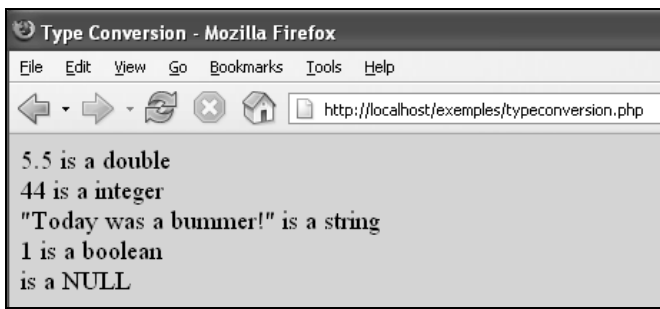 Type Conversion - Mozilla Firefox
File Edit View Go Bookmarks Tools Help
http://localhost/exemples/typeconversion.php
5.5 is a double
44 is a integer
"Today was a bummer!" is a string
1 is a boolean
is a NULL